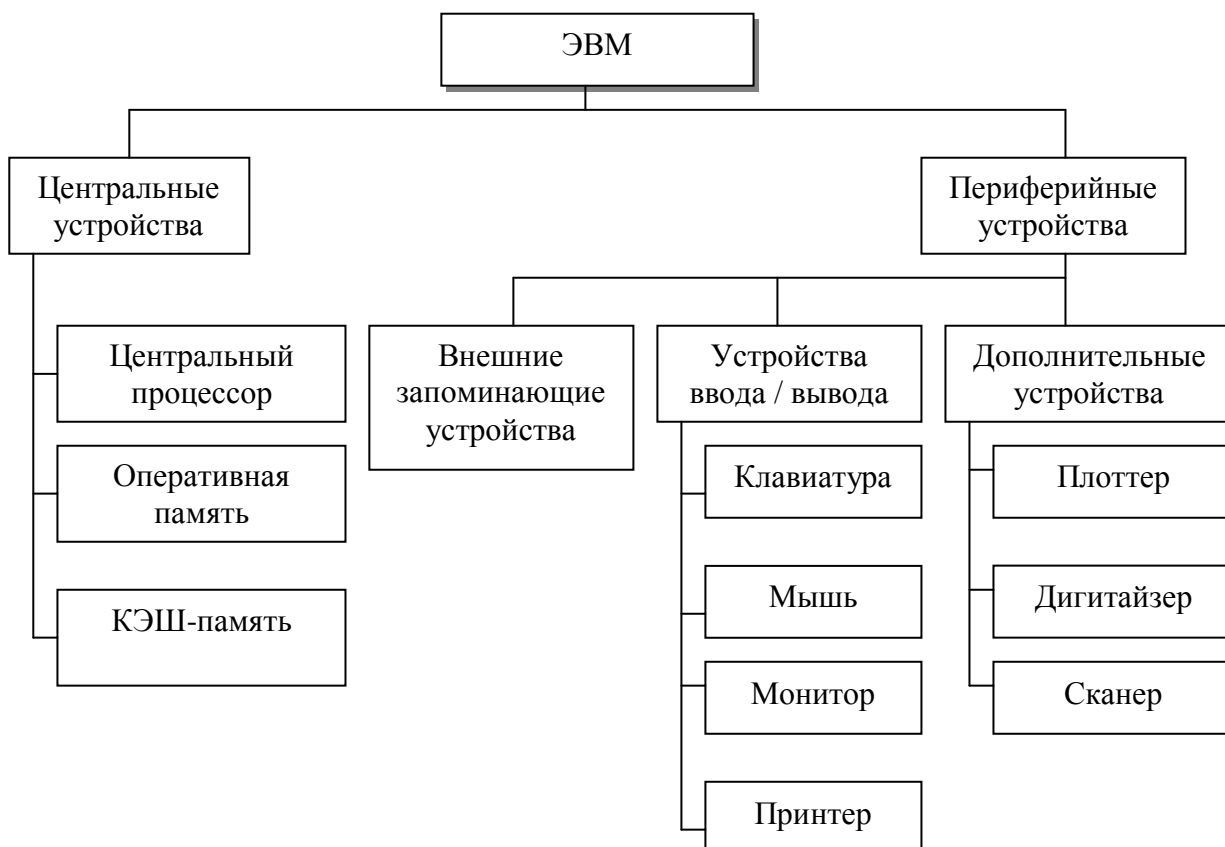 ЭВМ
Центральные
устройства
Периферийные
устройства
Центральный
процессор
Оперативная
память
КЭШ-память
Внешние
запоминающие
устройства
Устройства
ввода / вывода
Клавиатура
Мышь
Монитор
Принтер
Дополнительные
устройства
Плоттер
Дигитайзер
Сканер